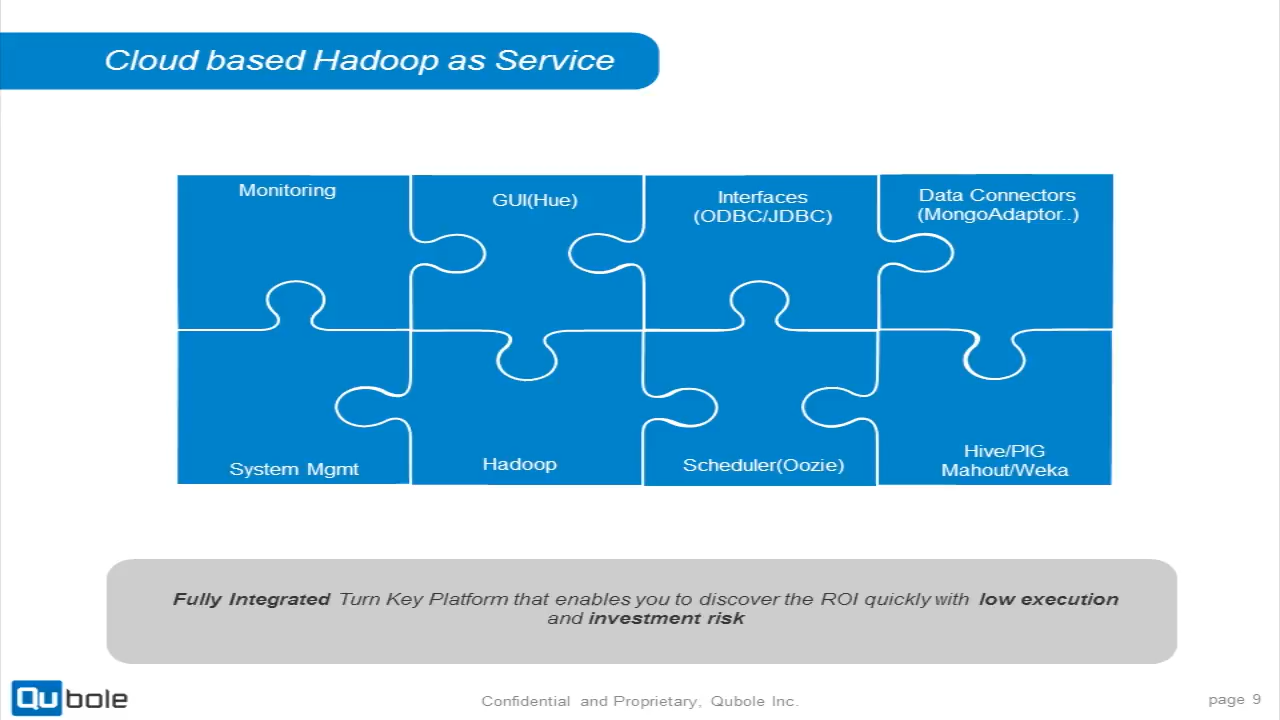 Cloud based Hadoop as Service
Monitoring
GUI(Hue)
Interfaces
(ODBC/JDBC)
Data Connectors
(MongoAdaptor..)
System Mgmt
Hadoop
Scheduler(Oozie)
Hive/PIG
Mahout/Weka
Fully Integrated Turn Key Platform that enables you to discover the ROI quickly with low execution
and investment risk
Qubole
Confidential and Proprietary, Qubole Inc.
page 9